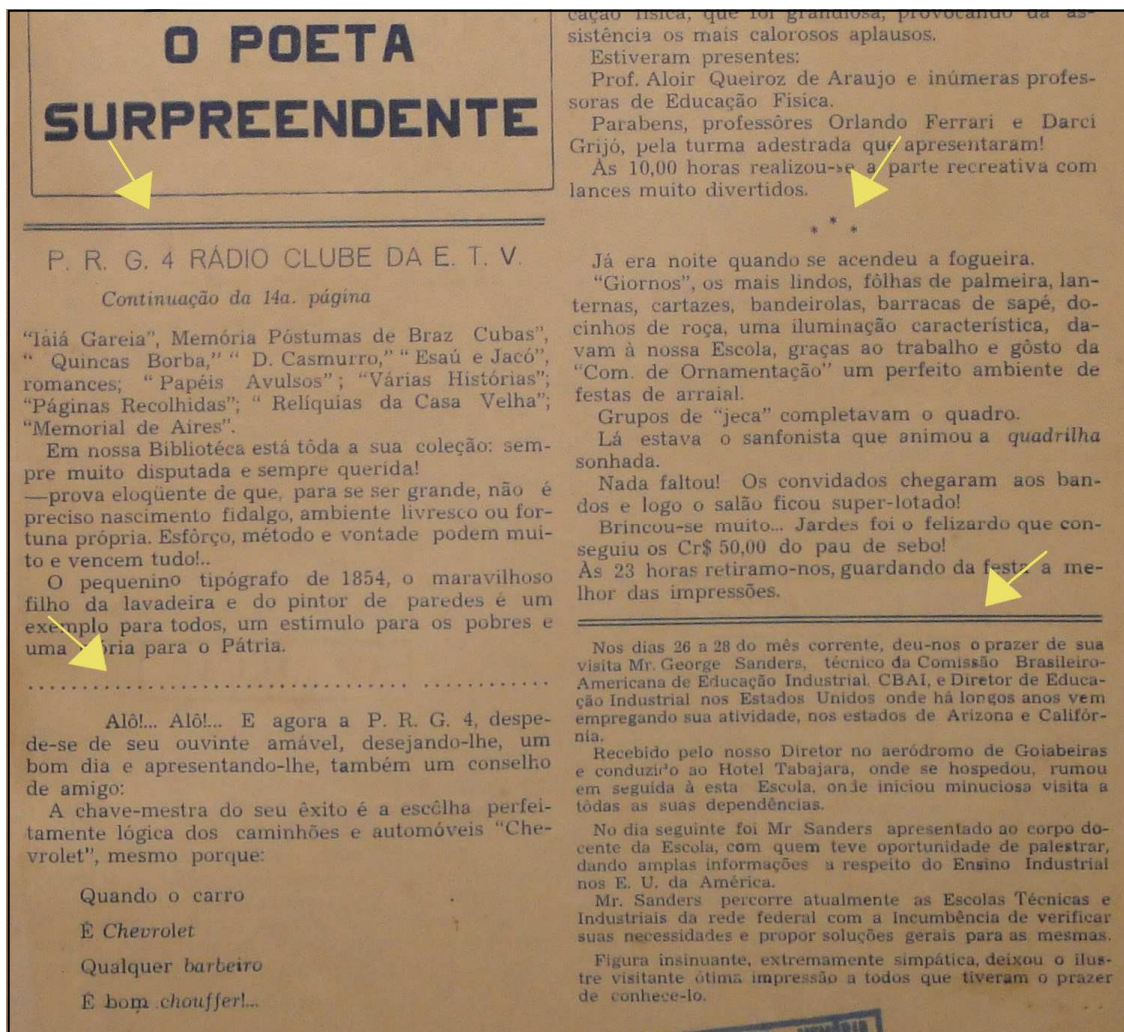 O POETA
SURPREENDENTE
P. R. G. 4 RÁDIO CLUBE DA E. T. V.
Continuação da 14a. página
“Iáiá Gareia”, Memória Póstumas de Braz Cubas”,
“ Quincas Borba,” “ D. Casmurro,” “ Esaú e Jacó”,
romances; “ Papéis Avulsos” ; “Várias Histórias”;
“Páginas Recolhidas”; “ Relíquias da Casa Velha”;
“Memorial de Aires”.
Em nossa Bibliotéca está tôda a sua coleção: sem-
pre muito disputada e sempre querida!
—prova eloqüente de que, para se ser grande, não é
preciso nascimento fidalgo, ambiente livresco ou for-
tuna própria. Esfôrço, método e vontade podem mui-
to e vencem tudo!..
O pequenino tipógrafo de 1854, o maravilhoso
filho da lavadeira e do pintor de paredes é um
exemplo para todos, um estímulo para os pobres e
uma para o Pátria.
Alô!... Alô!... E agora a P. R. G. 4, despe-
de-se de seu ouvinte amável, desejando-lhe, um
bom dia e apresentando-lhe, também um conselho
de amigo:
A chave-mestra do seu êxito é a escôlha perfei-
tamente lógica dos caminhões e automóveis “Che-
vrolet”, mesmo porque:
Quando o carro
É Chevrolet
Qualquer barbeiro
É bom chouffer!...
cação física, que foi grandiosa, provocando da as-
sistência os mais calorosos aplausos.
Estiveram presentes:
Prof. Aloir Queiroz de Araujo e inúmeras profes-
soras de Educação Fisica.
Parabens, professôres Orlando Ferrari e Darci
Grijó, pela turma adestrada que apresentaram!
Às 10,00 horas realizou-se a parte recreativa com
lances muito divertidos.
* * *
Já era noite quando se acendeu a fogueira.
“Giornos”, os mais lindos, fôlhas de palmeira, lan-
ternas, cartazes, bandeirolas, barracas de sapé, do-
cinhos de roça, uma iluminação característica, da-
vam à nossa Escola, graças ao trabalho e gôsto da
“Com. de Ornamentação” um perfeito ambiente de
festas de arraial.
Grupos de “jeca” completavam o quadro.
Lá estava o sanfonista que animou a quadrilha
sonhada.
Nada faltou! Os convidados chegaram aos ban-
dos e logo o salão ficou super-lotado!
Brincou-se muito... Jardes foi o felizardo que con-
seguiu os Cr$ 50,00 do pau de sebo!
Às 23 horas retiramo-nos, guardando da festa a me-
lhor das impressões.
Nos dias 26 a 28 do mês corrente, deu-nos o prazer de sua
visita Mr. George Sanders, técnico da Comissão Brasileiro-
Americana de Educação Industrial. CBAI, e Diretor de Educa-
ção Industrial nos Estados Unidos onde há longos anos vem
empregando sua atividade, nos estados de Arizona e Califór-
nia.
Recebido pelo nosso Diretor no aeródromo de Goiabeiras
e conduzido ao Hotel Tabajara, onde se hospedou, rumou
em seguida à esta Escola, onde iniciou minuciosa visita a
tôdas as suas dependências.
No dia seguinte foi Mr Sanders apresentado ao corpo do-
cente da Escola, com quem teve oportunidade de palestrar,
dando amplas informações a respeito do Ensino Industrial
nos E. U. da América.
Mr. Sanders percorre atualmente as Escolas Técnicas e
Industriais da rede federal com a incumbência de verificar
suas necessidades e propor soluções gerais para as mesmas.
Figura insinuante, extremamente simpática, deixou o ilus-
tre visitante ótima impressão a todos que tiveram o prazer
de conhece-lo.